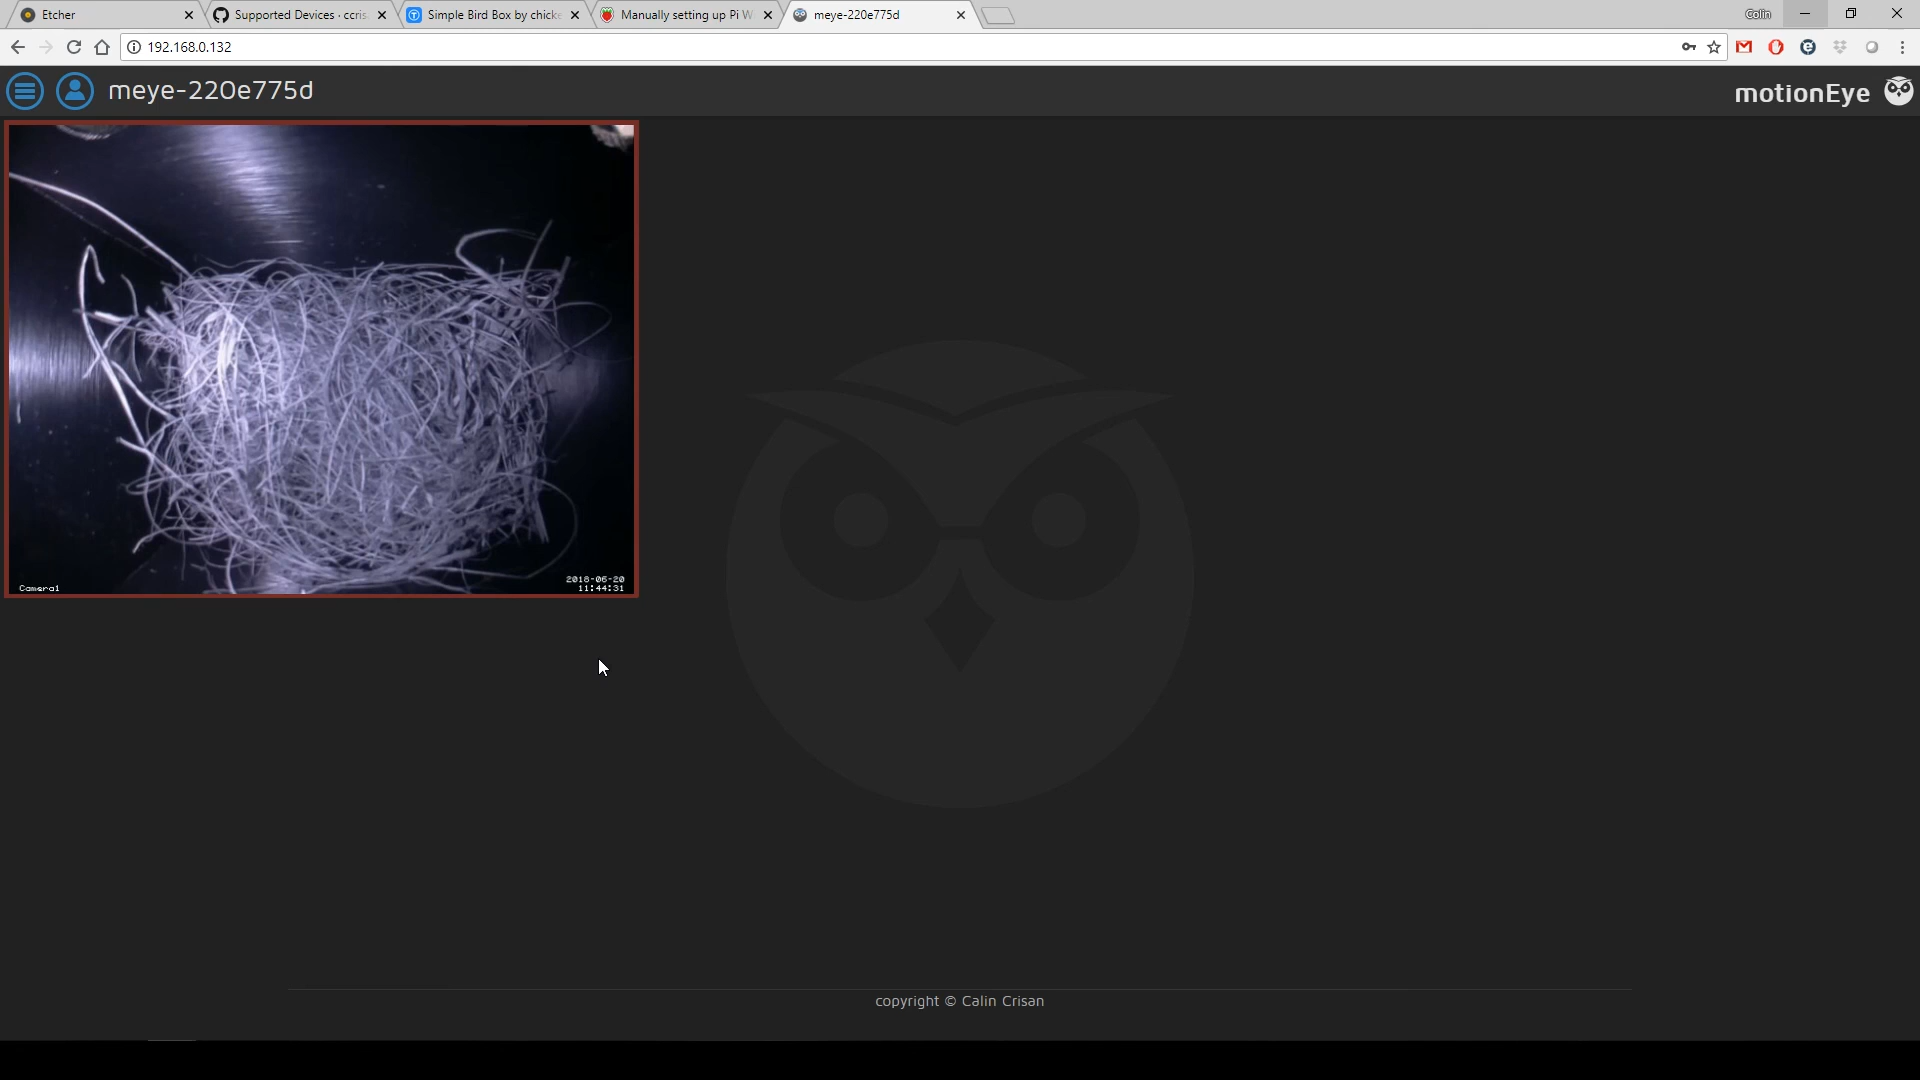 Etcher
Supported Devices · ccris
Simple Bird Box by chicke
Manually setting up Pi W
meye-220e775d
Colin
192.168.0.132
meye-220e775d
motionEye
Camera1
2018-06-20
11:44:31
copyright © Calin Crisan